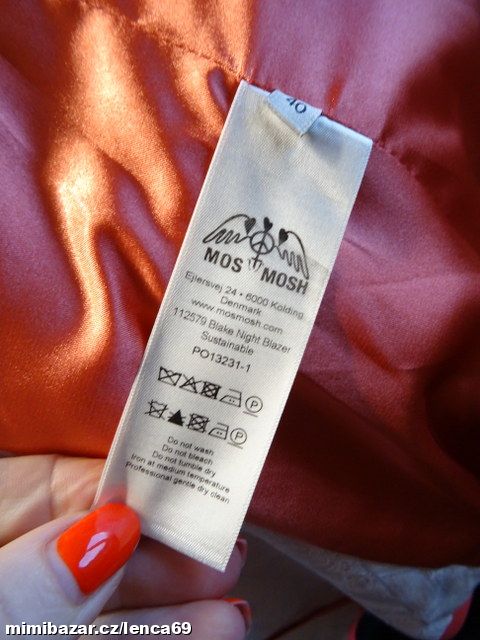 40
MOS MOSH
Ejlersvej 24 • 6000 Kolding
Denmark
www.mosmosh.com
112579 Blake Night Blazer
Sustainable
PO13231-1
P
P
Do not wash
Do not bleach
Do not tumble dry
Iron at medium temperature
Professional gentle dry clean
mimibazar.cz/lenca69